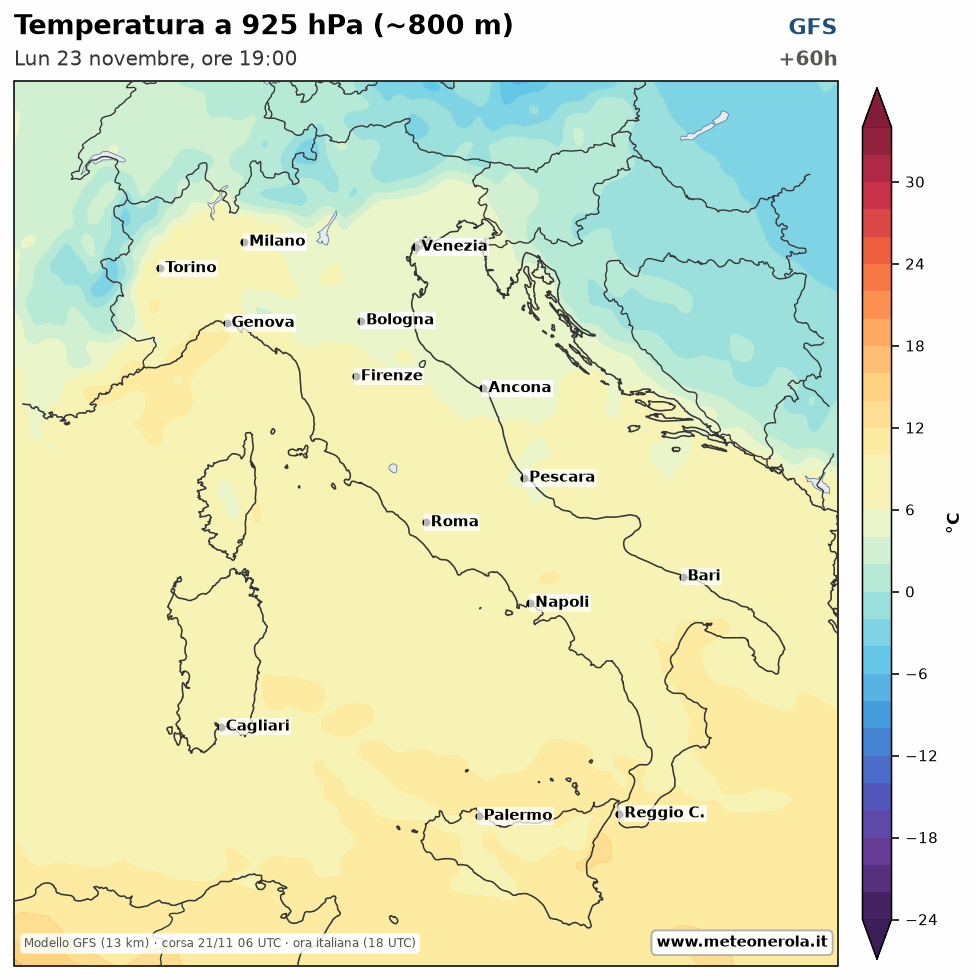 Temperatura a 925 hPa (~800 m)
GFS
Lun 23 novembre, ore 19:00
+60h
Milano
Venezia
Torino
Genova
Bologna
Firenze
Ancona
Pescara
Roma
Bari
Napoli
Cagliari
Palermo
Reggio C.
30
24
18
12
6
0
−6
−12
−18
−24
°C
Modello GFS (13 km) · corsa 21/11 06 UTC · ora italiana (18 UTC)
www.meteonerola.it